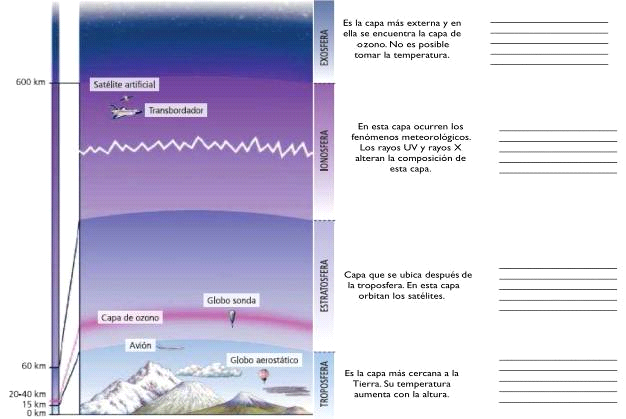 600 km
60 km
20-40 km
15 km
0 km
Satélite artificial
Transbordador
Globo sonda
Capa de ozono
Avión
Globo aerostático
EXOSFERA
Es la capa más externa y en
ella se encuentra la capa de
ozono. No es posible
tomar la temperatura.
IONOSFERA
En esta capa ocurren los
fenómenos meteorológicos.
Los rayos UV y rayos X
alteran la composición de
esta capa.
ESTRATOSFERA
Capa que se ubica después de
la troposfera. En esta capa
orbitan los satélites.
TROPOSFERA
Es la capa más cercana a la
Tierra. Su temperatura
aumenta con la altura.